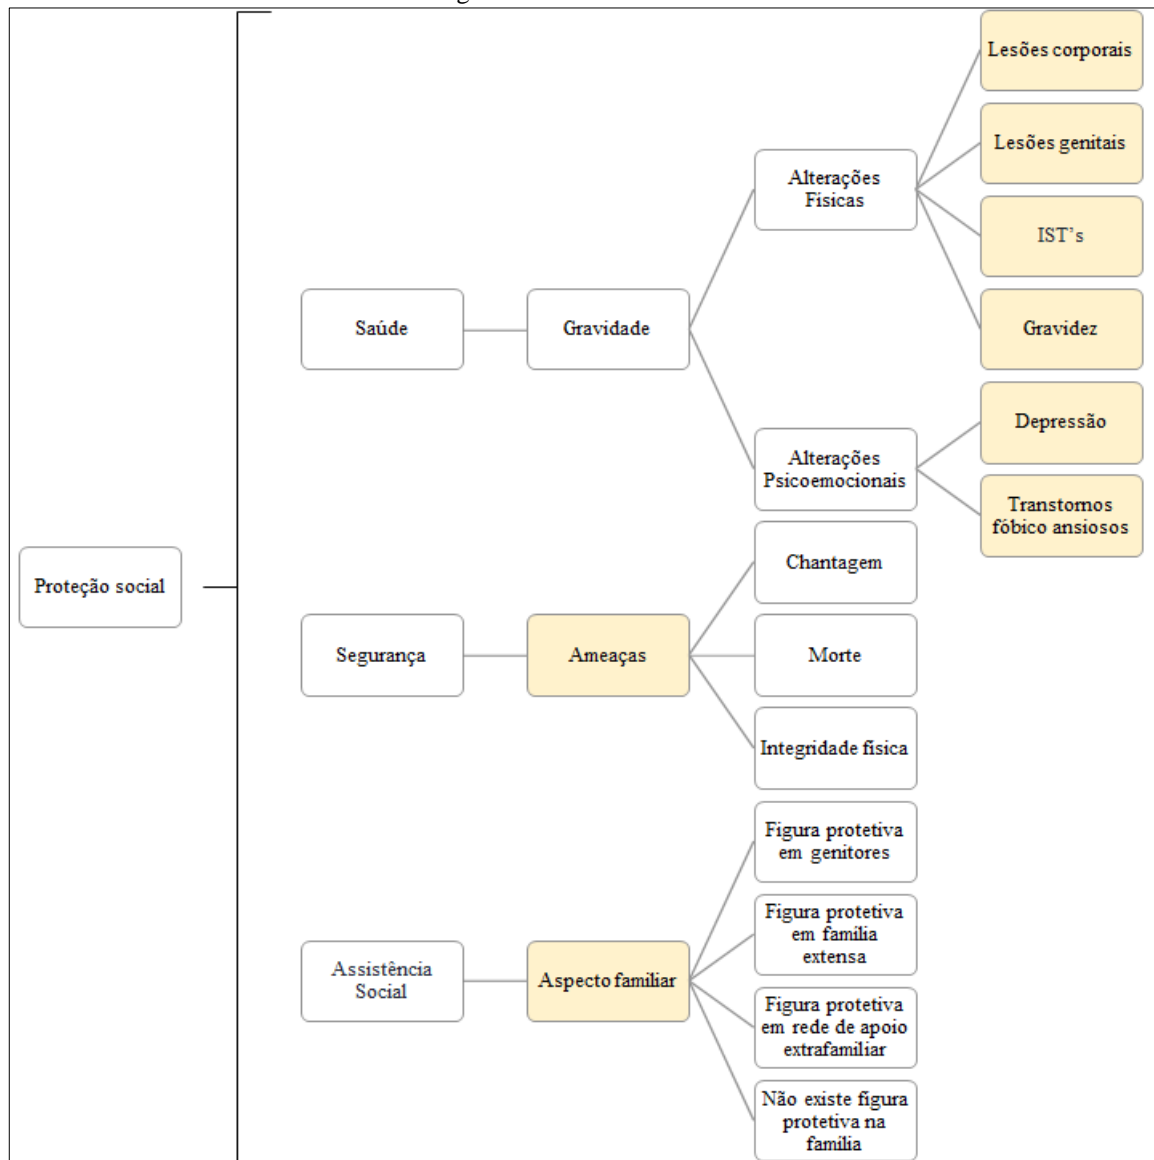 Proteção social
Saúde
Gravidade
Alterações
Físicas
Lesões corporais
Lesões genitais
IST's
Gravidez
Alterações
Psicoemocionais
Depressão
Transtornos
fóbico ansiosos
Segurança
Ameaças
Chantagem
Morte
Integridade física
Assistência
Social
Aspecto familiar
Figura protetiva
em genitores
Figura protetiva
em família
extensa
Figura protetiva
em rede de apoio
extrafamiliar
Não existe figura
protetiva na
família